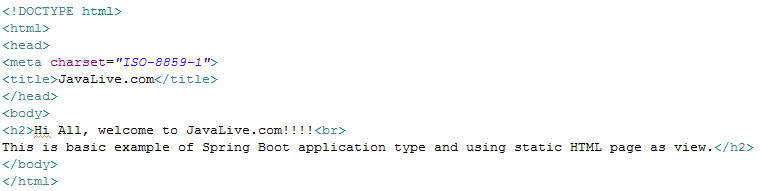 <!DOCTYPE html>
<html>
<head>
<meta charset="ISO-8859-1">
<title>JavaLive.com</title>
</head>
<body>
<h2>Hi All, welcome to JavaLive.com!!!!<br>
This is basic example of Spring Boot application type and using static HTML page as view.</h2>
</body>
</html>